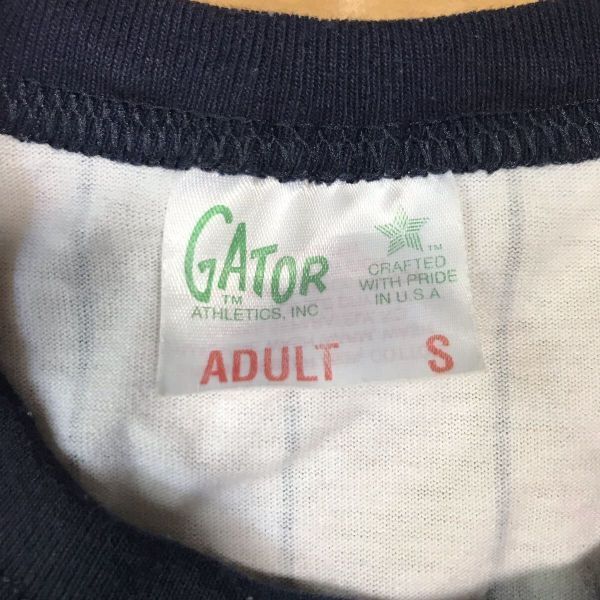 GATOR
TM
ATHLETICS, INC
TM
CRAFTED
WITH PRIDE
IN U.S.A
ADULT S